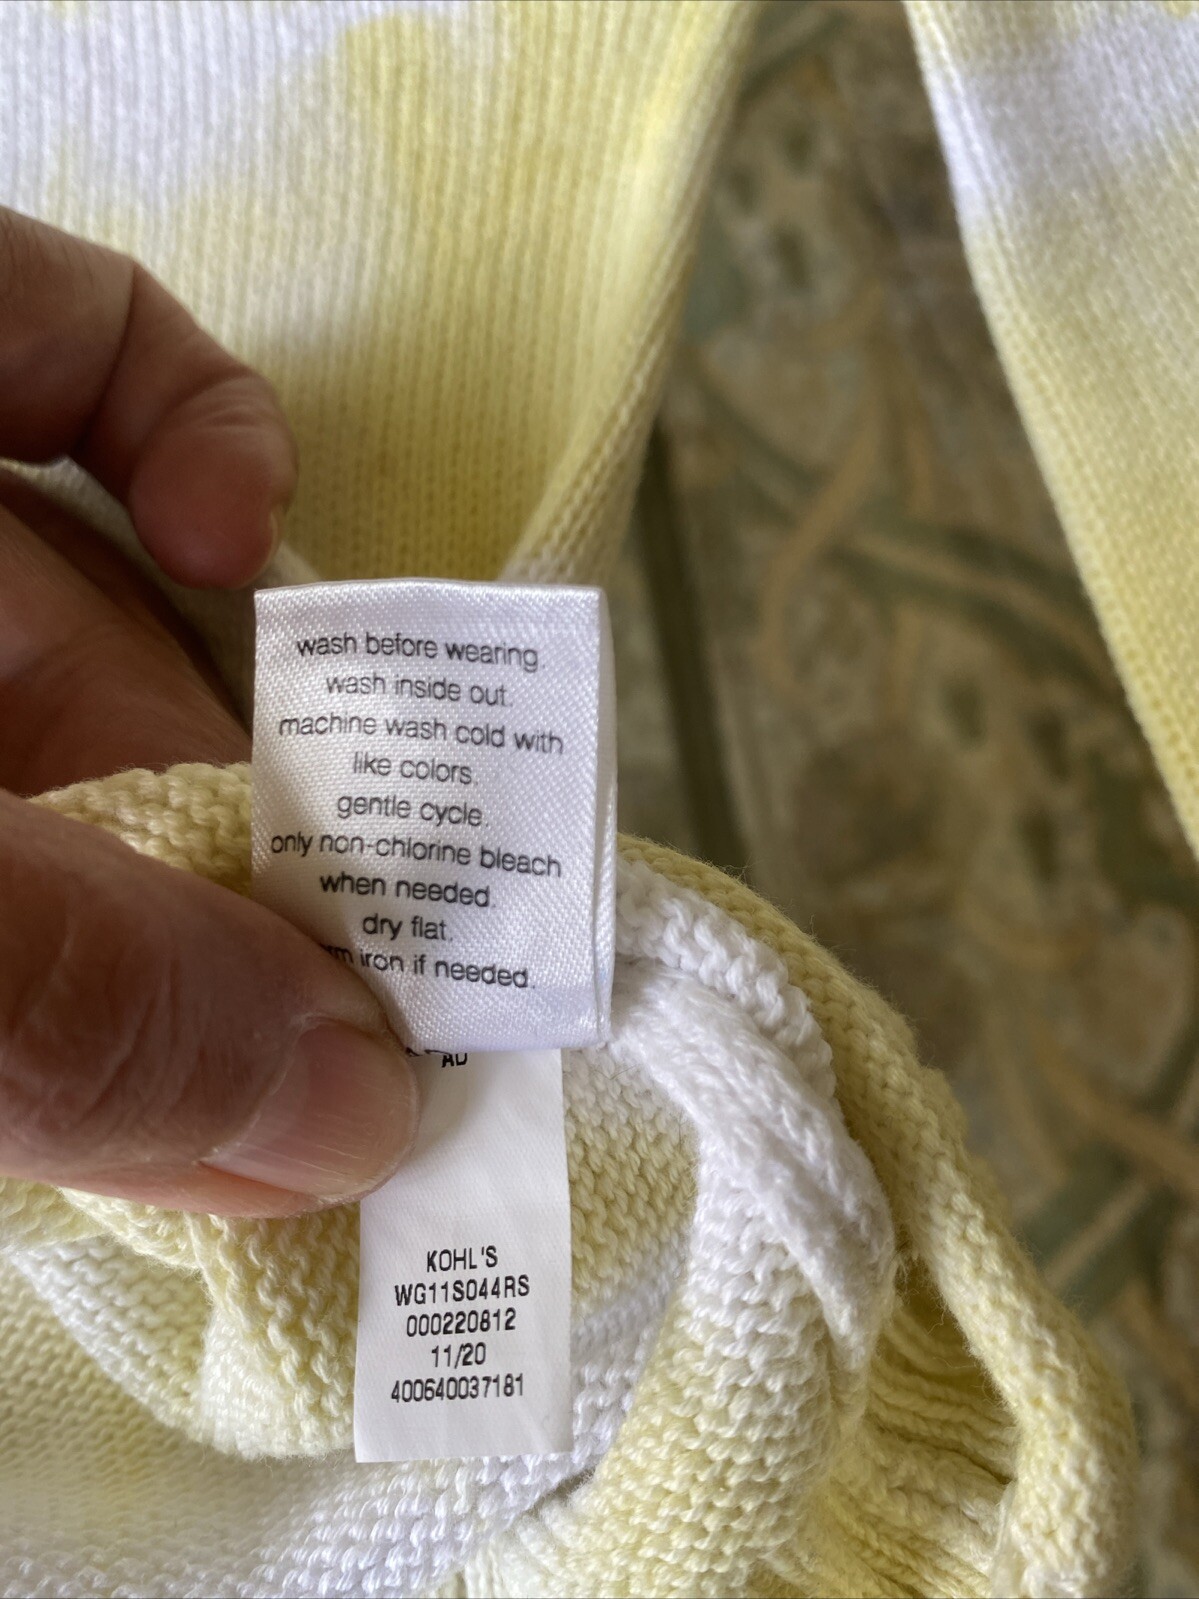 wash before wearing.
wash inside out.
machine wash cold with
like colors.
gentle cycle.
only non-chlorine bleach
when needed.
dry flat.
iron if needed.
KOHL'S
WG11S044RS
000220812
11/20
400640037181